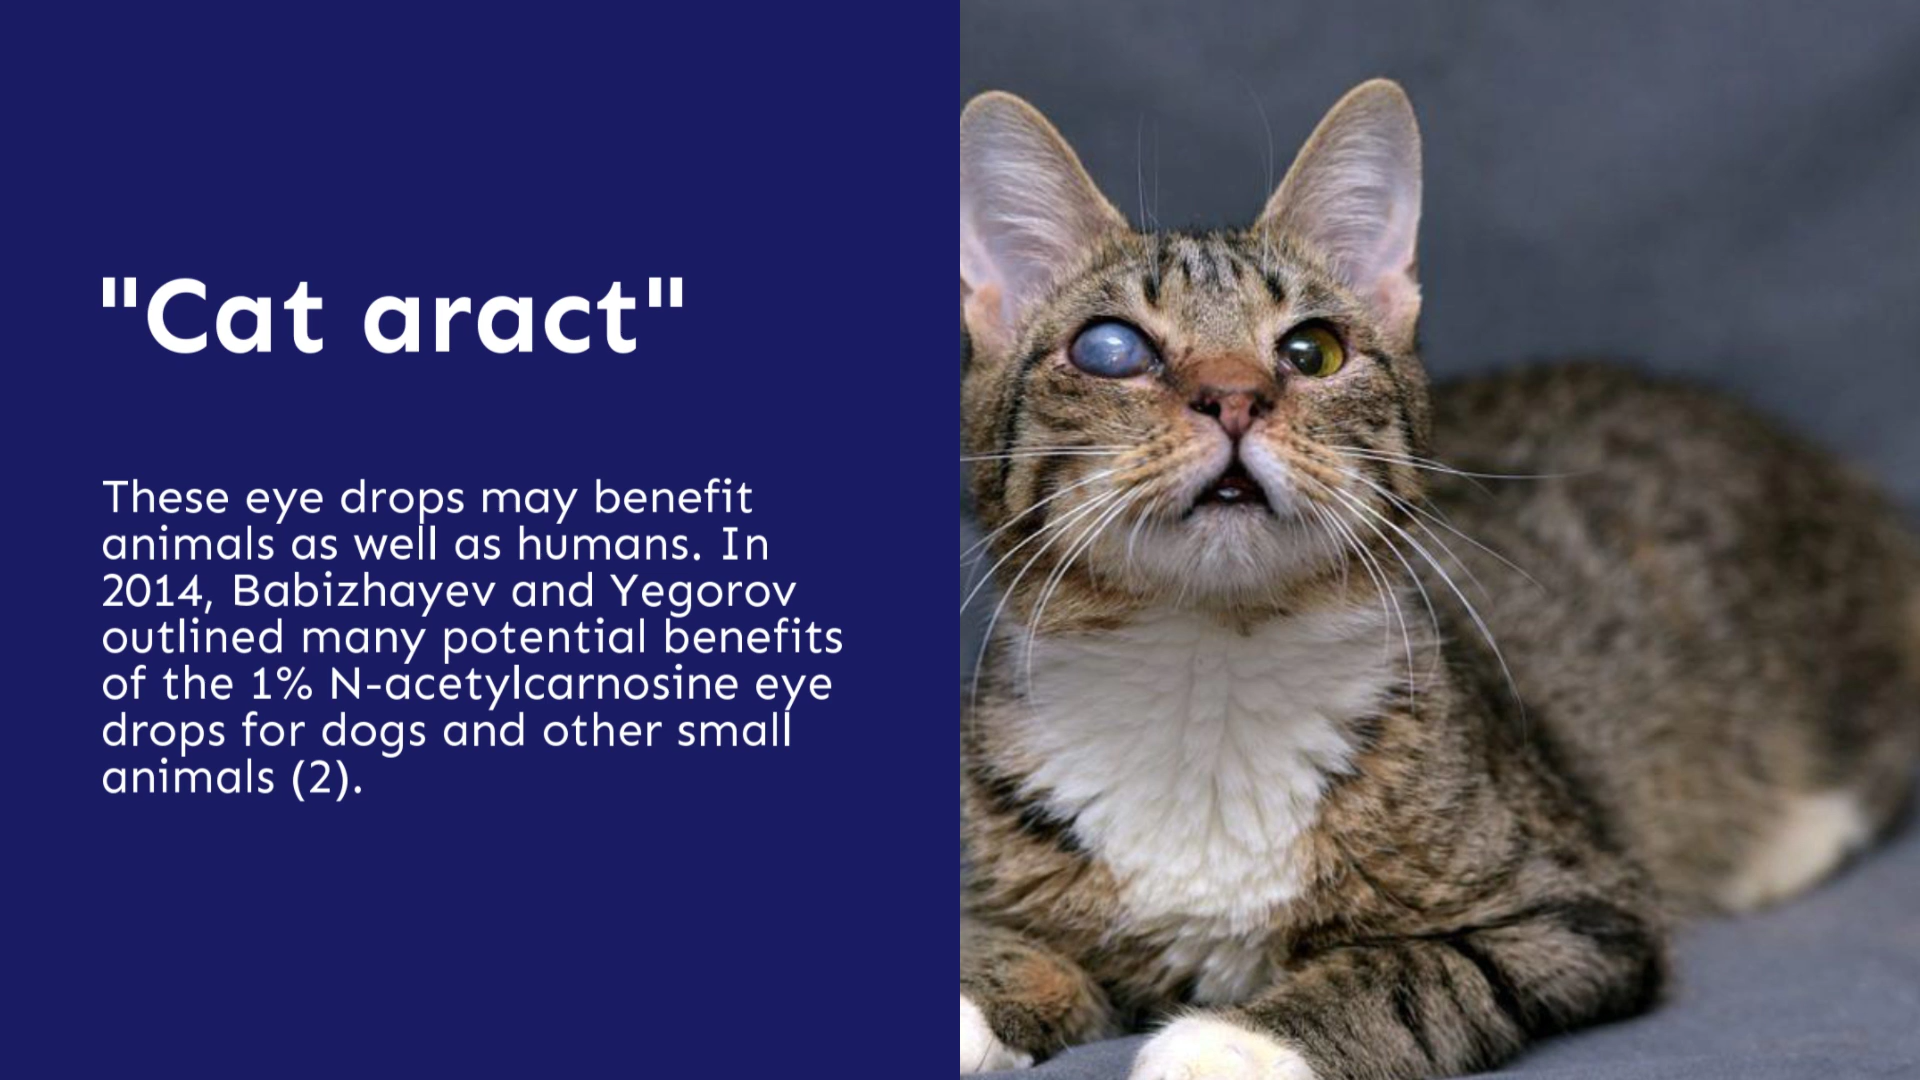 "Cat aract"
These eye drops may benefit
animals as well as humans. In
2014, Babizhayev and Yegorov
outlined many potential benefits
of the 1% N-acetylcarnosine eye
drops for dogs and other small
animals (2).